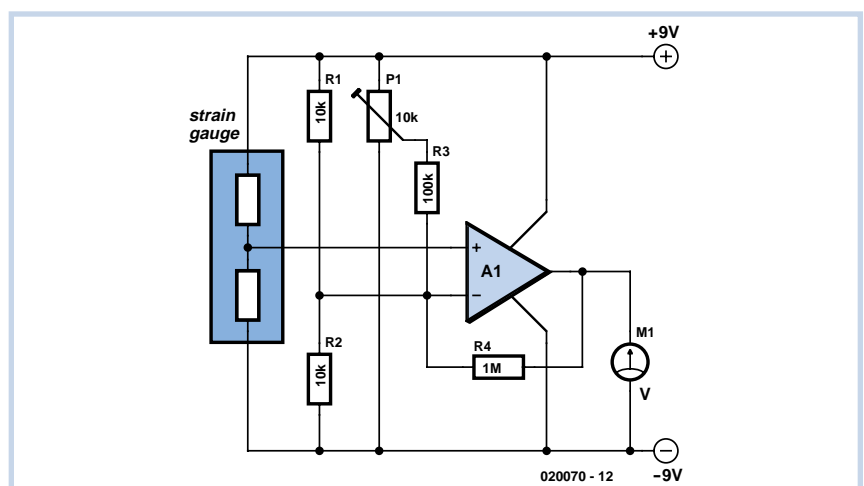 +9V
R1
P1
10k
10k
strain
gauge
R3
100k
+
A1
−
R2
10k
R4
1M
M1
V
020070 - 12
−9V